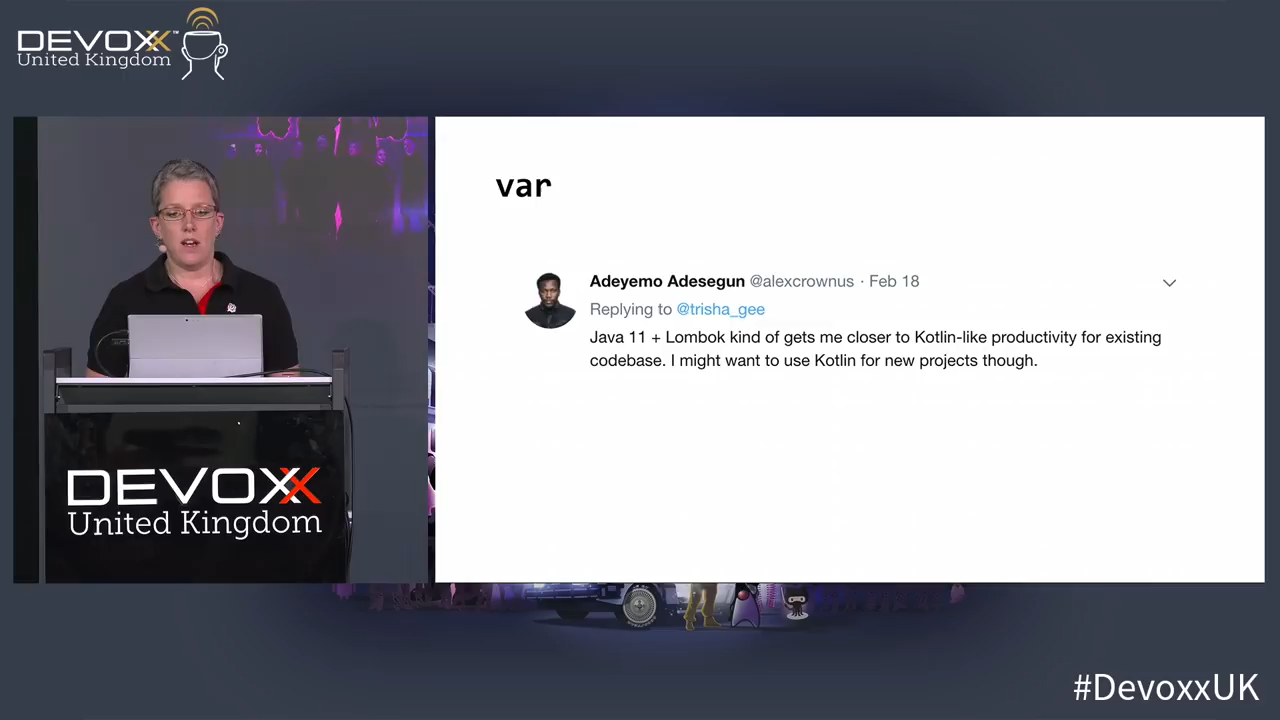 DEVOXX™
United Kingdom
var
Adeyemo Adesegun @alexcrownus · Feb 18
Replying to @trisha_gee
Java 11 + Lombok kind of gets me closer to Kotlin-like productivity for existing
codebase. I might want to use Kotlin for new projects though.
DEVOXX
United Kingdom
#DevoxxUK